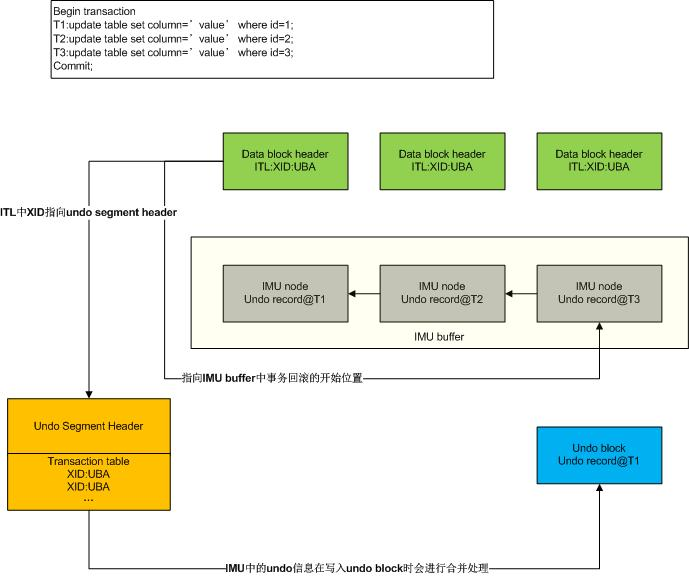 Begin transaction
T1:update table set column=’value’ where id=1;
T2:update table set column=’value’ where id=2;
T3:update table set column=’value’ where id=3;
Commit;
Data block header
ITL:XID:UBA
Data block header
ITL:XID:UBA
Data block header
ITL:XID:UBA
ITL中XID指向undo segment header
IMU node
Undo record@T1
IMU node
Undo record@T2
IMU node
Undo record@T3
IMU buffer
指向IMU buffer中事务回滚的开始位置
Undo Segment Header
Transaction table
XID:UBA
XID:UBA
…
Undo block
Undo record@T1
IMU中的undo信息在写入undo block时会进行合并处理